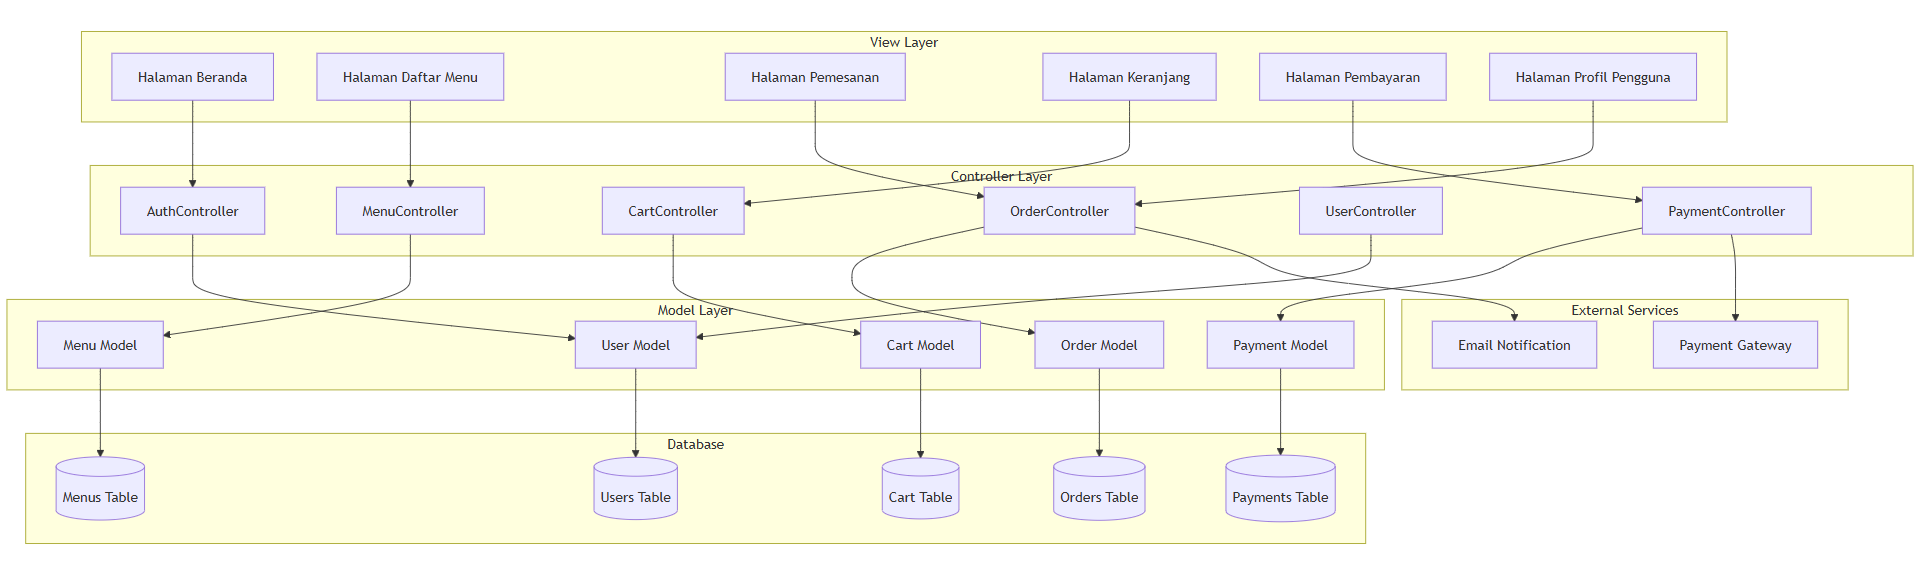 View Layer
Halaman Beranda
Halaman Daftar Menu
Halaman Pemesanan
Halaman Keranjang
Halaman Pembayaran
Halaman Profil Pengguna
Controller Layer
AuthController
MenuController
CartController
OrderController
UserController
PaymentController
Model Layer
Menu Model
User Model
Cart Model
Order Model
Payment Model
External Services
Email Notification
Payment Gateway
Database
Menus Table
Users Table
Cart Table
Orders Table
Payments Table